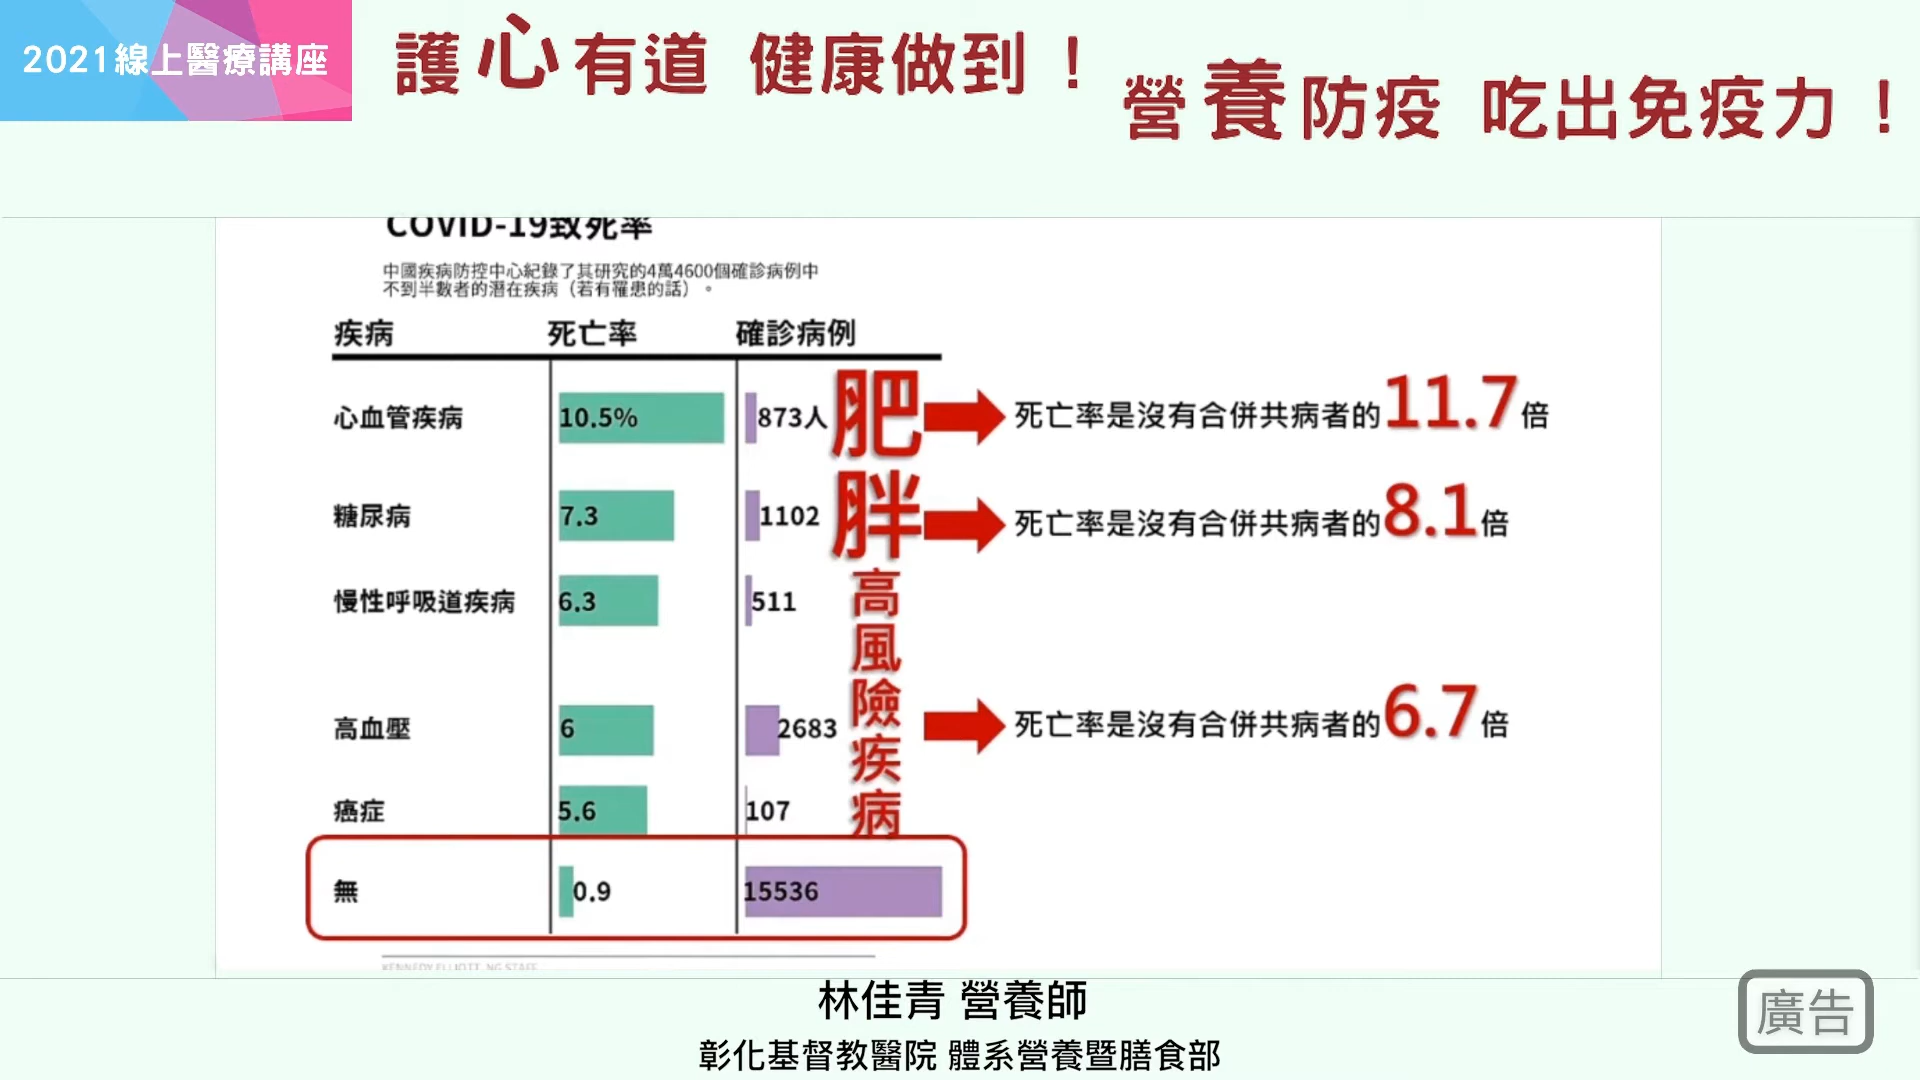 2021線上醫療講座
護心有道 健康做到！
營養防疫 吃出免疫力！
COVID-19致死率
中國疾病防控中心紀錄了其研究的4萬4600個確診病例中
不到半數者的潛在疾病（若有罹患的話）。
疾病 死亡率 確診病例
心血管疾病 10.5% 873人
糖尿病 7.3 1102
慢性呼吸道疾病 6.3 511
高血壓 6 2683
癌症 5.6 107
無 0.9 15536
肥胖高風險疾病
死亡率是沒有合併共病者的11.7倍
死亡率是沒有合併共病者的8.1倍
死亡率是沒有合併共病者的6.7倍
KENNEDY ELLIOTT, NG STAFF
林佳青 營養師
彰化基督教醫院 體系營養暨膳食部
廣告